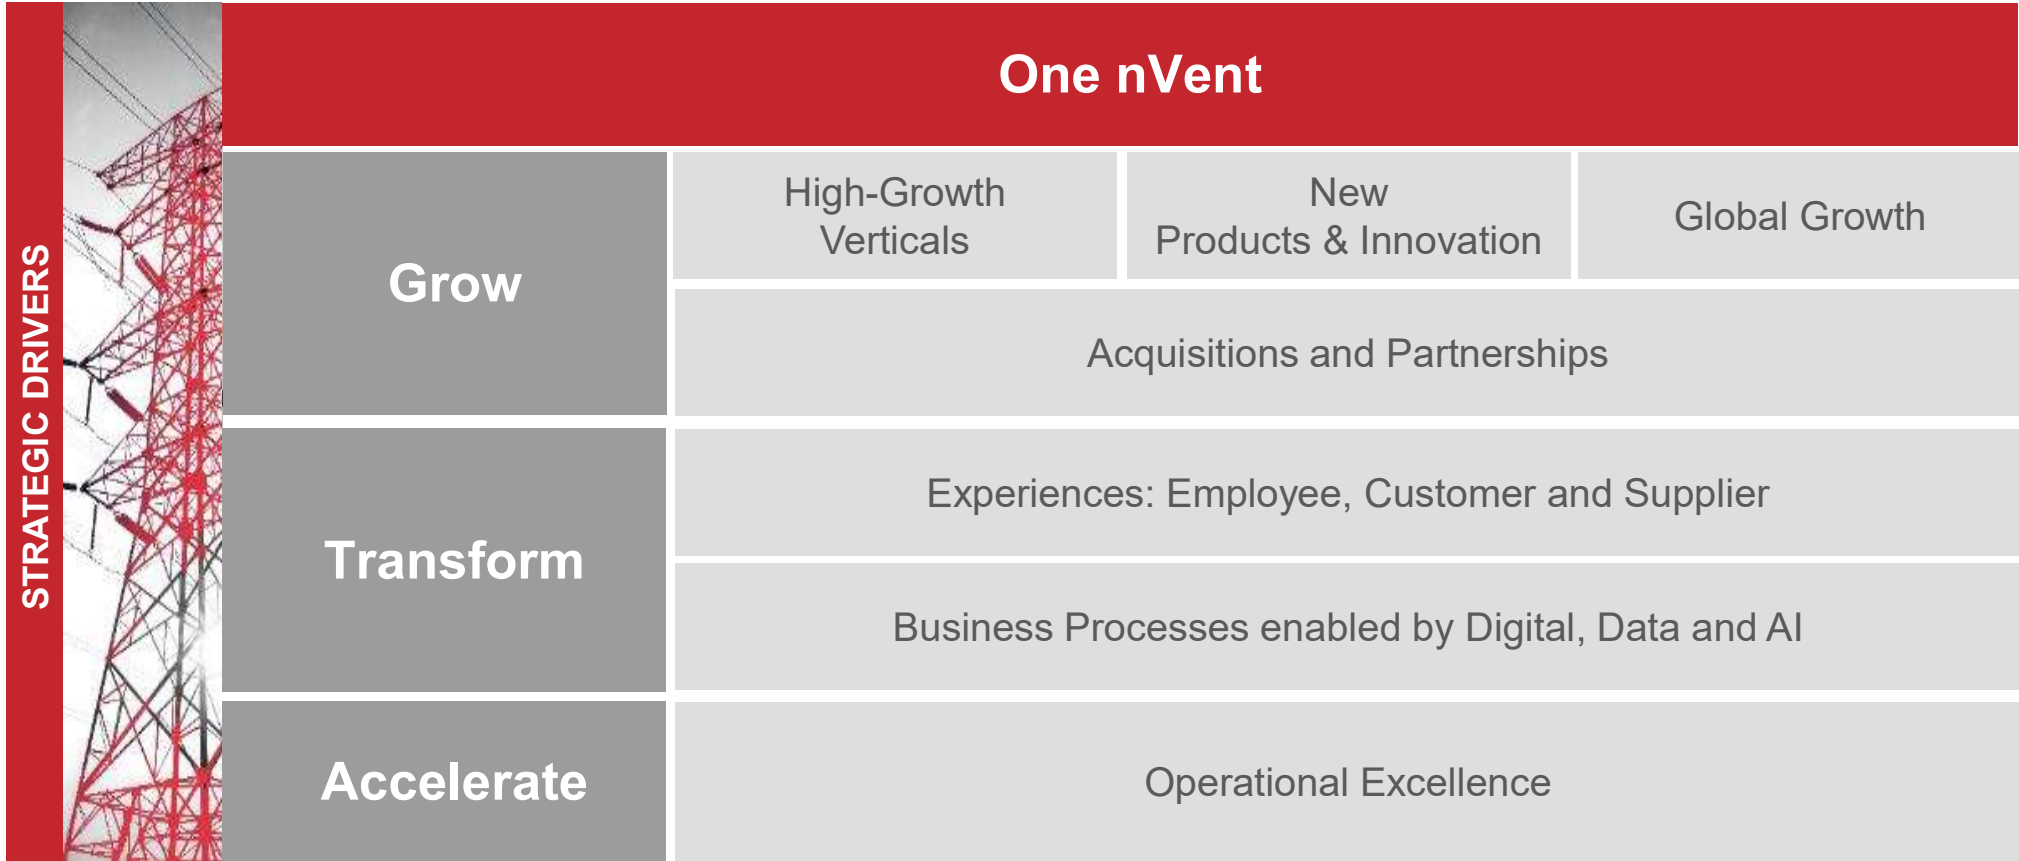 STRATEGIC DRIVERS
One nVent
Grow
High-Growth
Verticals
New
Products & Innovation
Global Growth
Acquisitions and Partnerships
Transform
Experiences: Employee, Customer and Supplier
Business Processes enabled by Digital, Data and AI
Accelerate
Operational Excellence